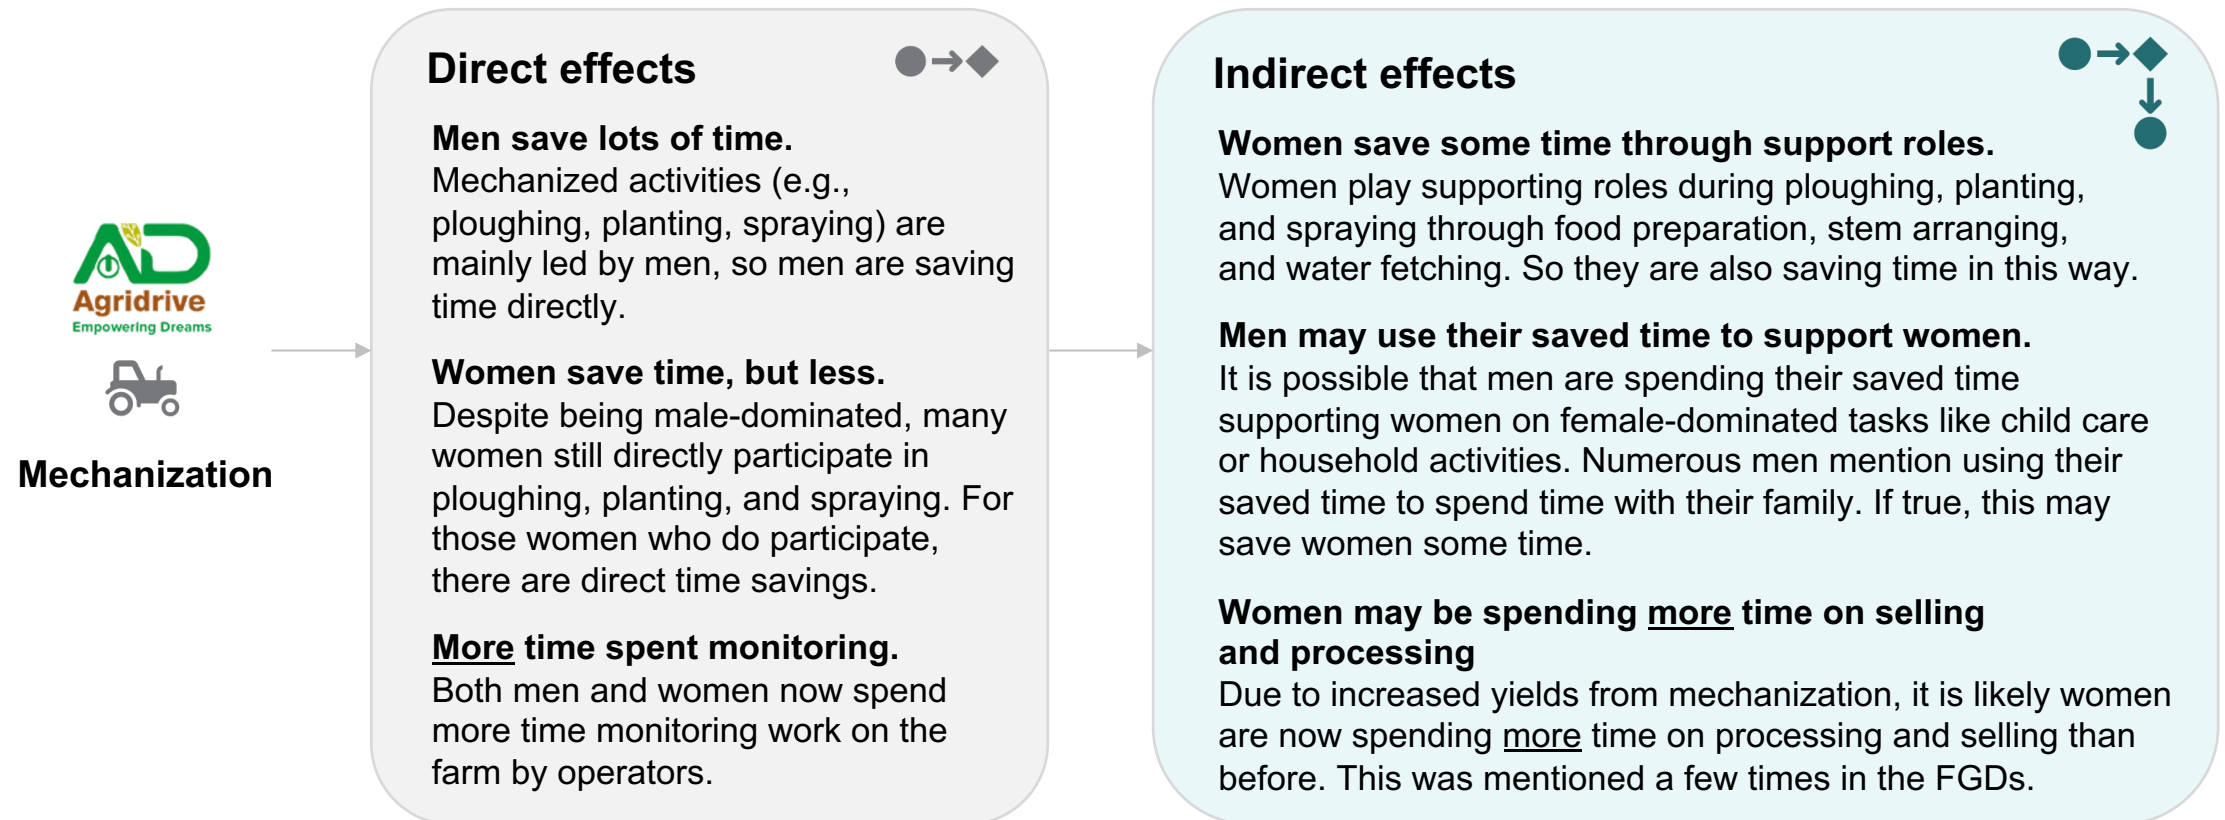 AD
Agridrive
Empowering Dreams
Mechanization
Direct effects
Men save lots of time.
Mechanized activities (e.g.,
ploughing, planting, spraying) are
mainly led by men, so men are saving
time directly.
Women save time, but less.
Despite being male-dominated, many
women still directly participate in
ploughing, planting, and spraying. For
those women who do participate,
there are direct time savings.
More time spent monitoring.
Both men and women now spend
more time monitoring work on the
farm by operators.
Indirect effects
Women save some time through support roles.
Women play supporting roles during ploughing, planting,
and spraying through food preparation, stem arranging,
and water fetching. So they are also saving time in this way.
Men may use their saved time to support women.
It is possible that men are spending their saved time
supporting women on female-dominated tasks like child care
or household activities. Numerous men mention using their
saved time to spend time with their family. If true, this may
save women some time.
Women may be spending more time on selling
and processing
Due to increased yields from mechanization, it is likely women
are now spending more time on processing and selling than
before. This was mentioned a few times in the FGDs.